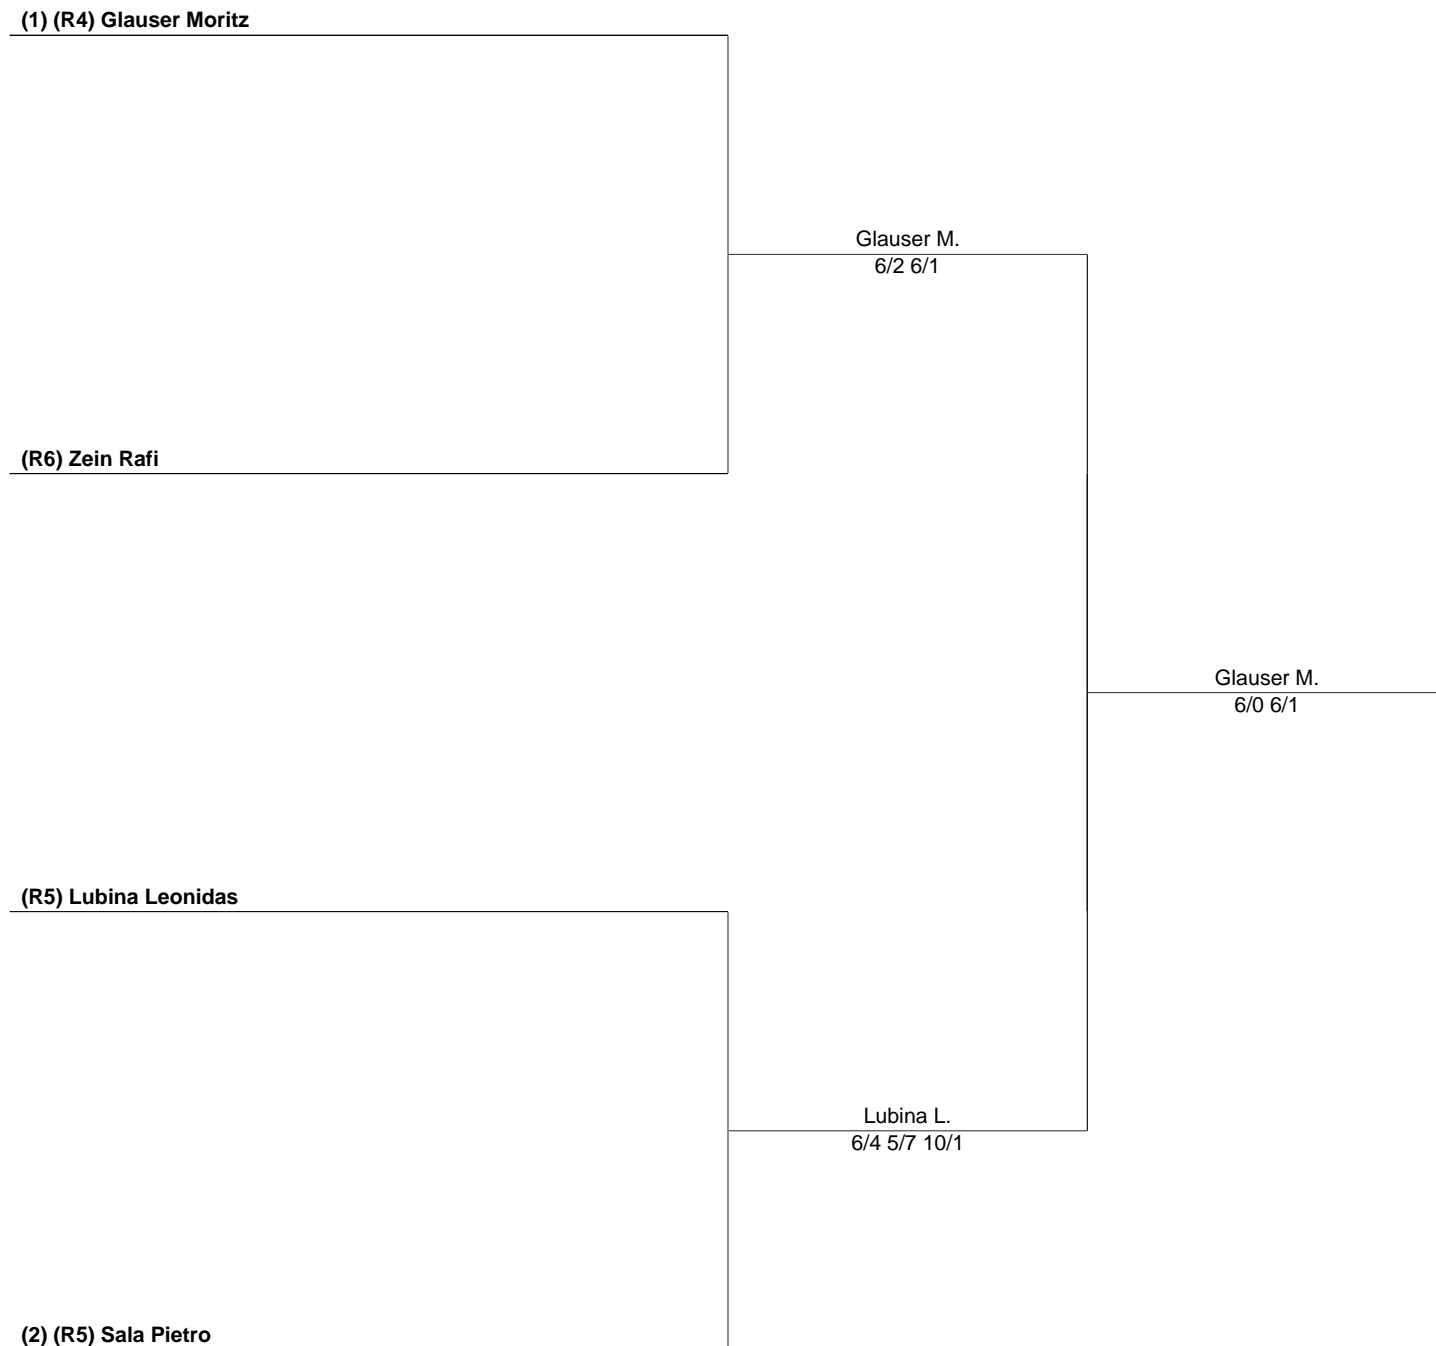 (1) (R4) Glauser Moritz
Glauser M.
6/2 6/1
(R6) Zein Rafi
Glauser M.
6/0 6/1
(R5) Lubina Leonidas
Lubina L.
6/4 5/7 10/1
(2) (R5) Sala Pietro